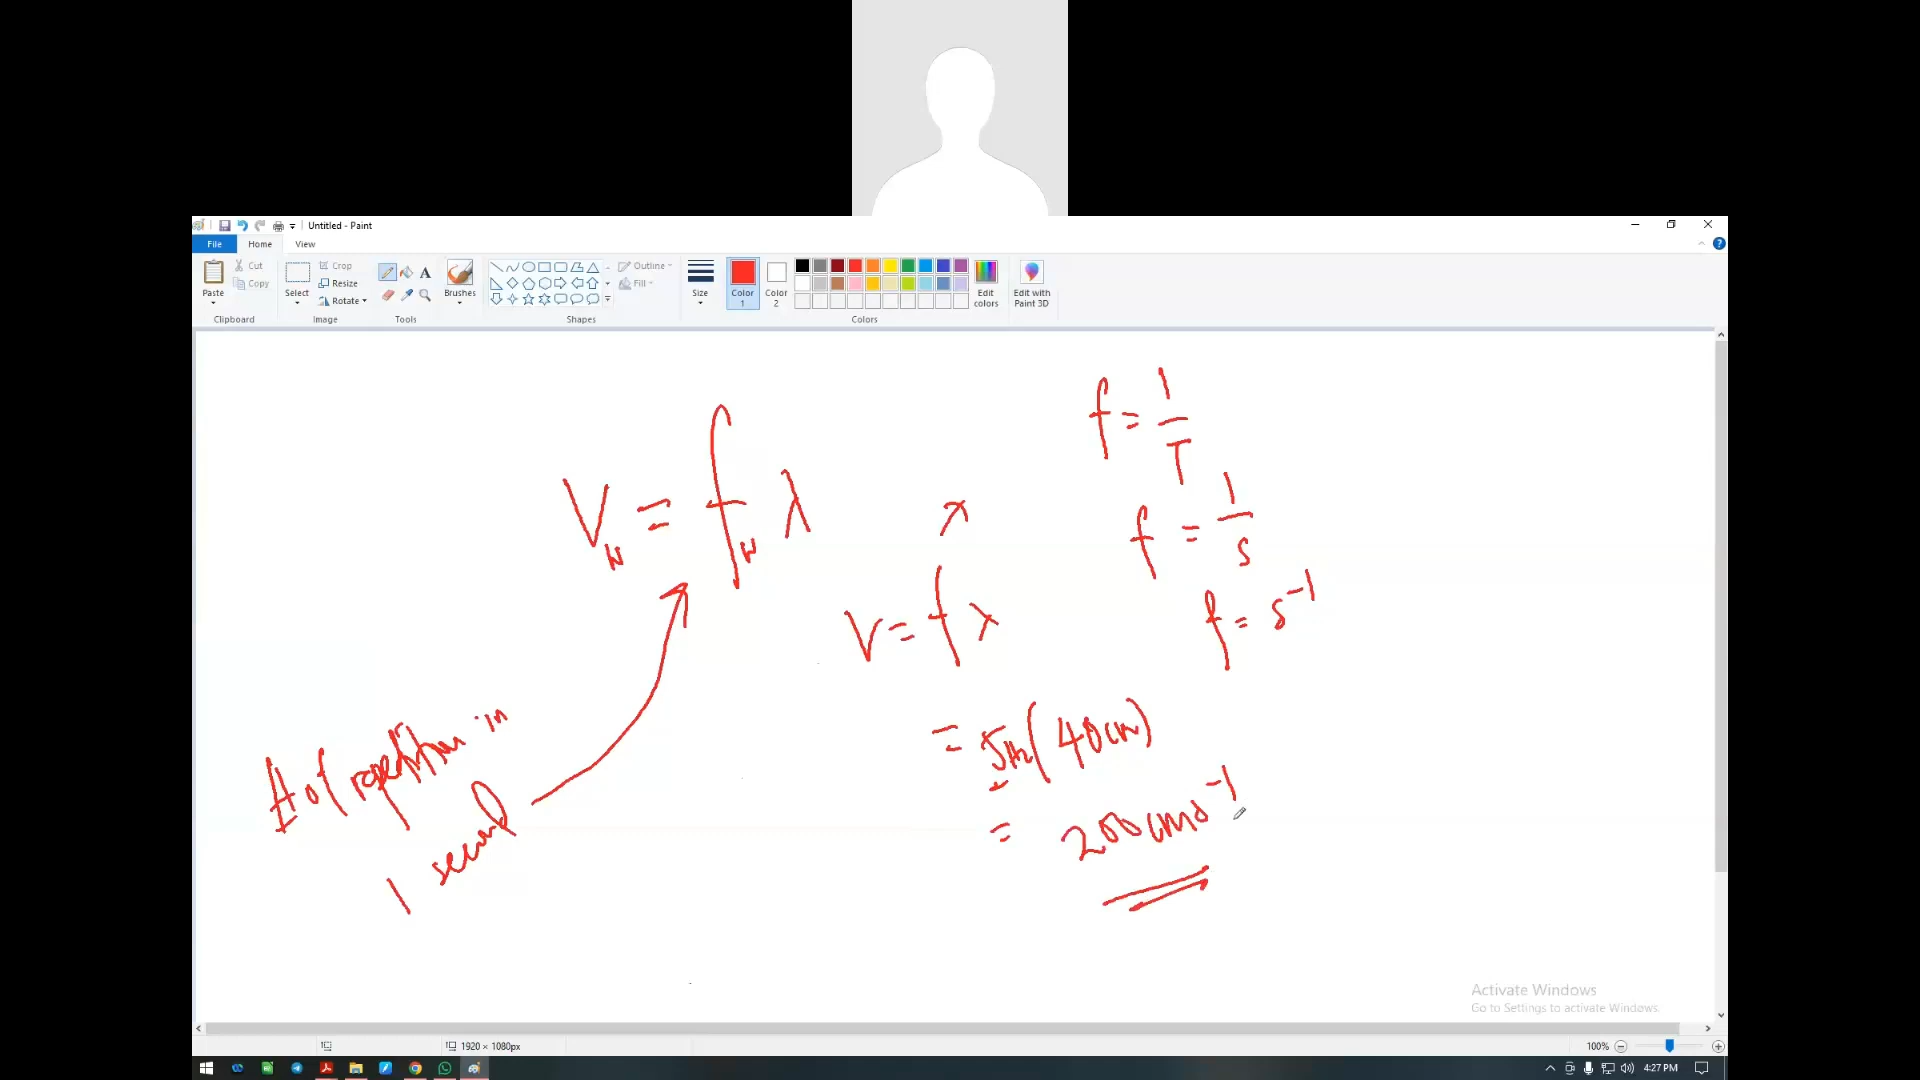 Untitled - Paint
File Home View
Paste
Cut
Copy
Clipboard
Select
Crop
Resize
Rotate
Image
A
Tools
Brushes
Shapes
Outline
Fill
Size
Color 1
Color 2
Colors
Edit colors
Edit with Paint 3D
f = 1/T
V = f λ
λ
f = 1/s
f = s⁻¹
V = f λ
# of repetition in
1 second
= 5Hz (40cm)
= 200cms⁻¹
Activate Windows
Go to Settings to activate Windows.
1920 × 1080px
100%
4:27 PM